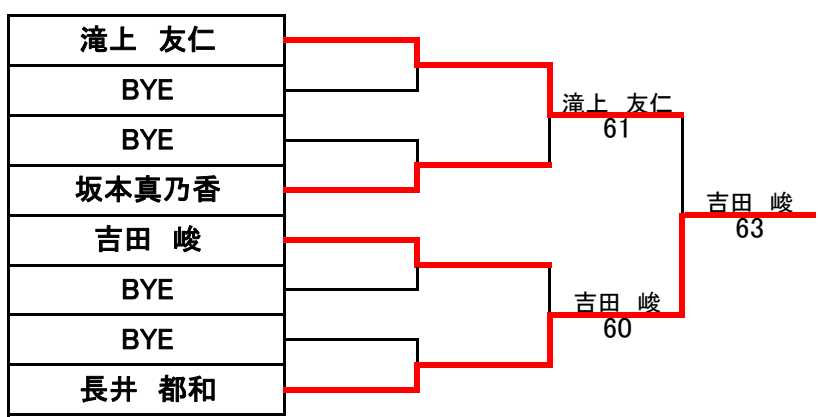 滝上　友仁
BYE
BYE
坂本真乃香
吉田　峻
BYE
BYE
長井　都和
滝上　友仁
61
吉田　峻
60
吉田　峻
63